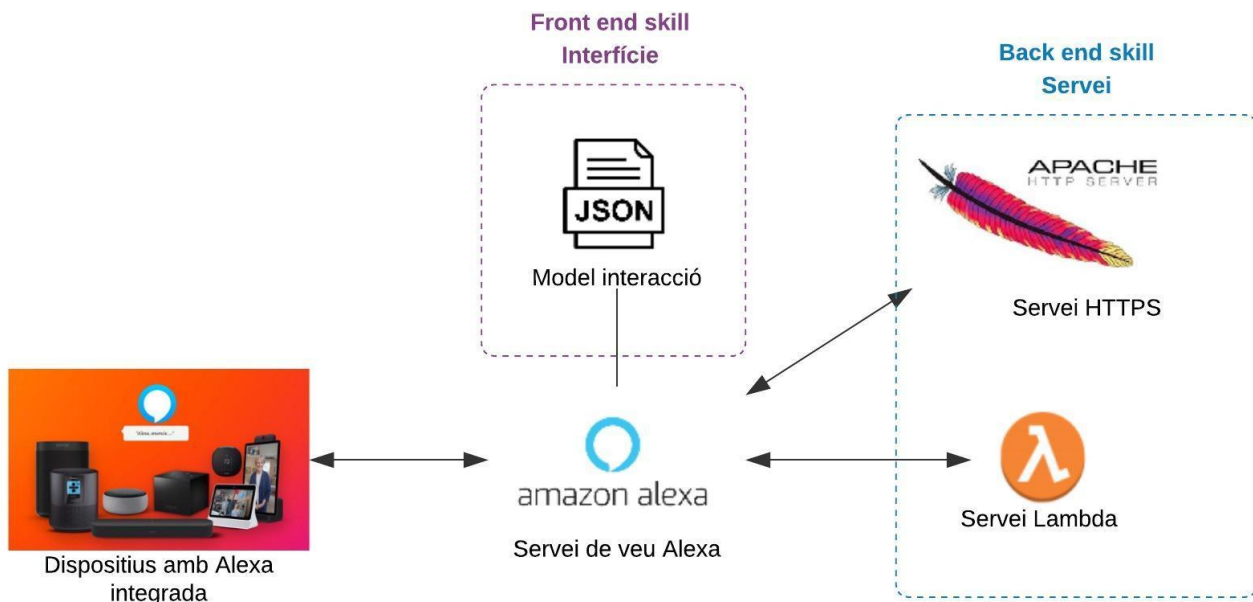 Front end skill
Interfície
Back end skill
Servei
APACHE
HTTP SERVER
JSON
Model interacció
Servei HTTPS
amazon alexa
Servei Lambda
Servei de veu Alexa
Dispositius amb Alexa
integrada